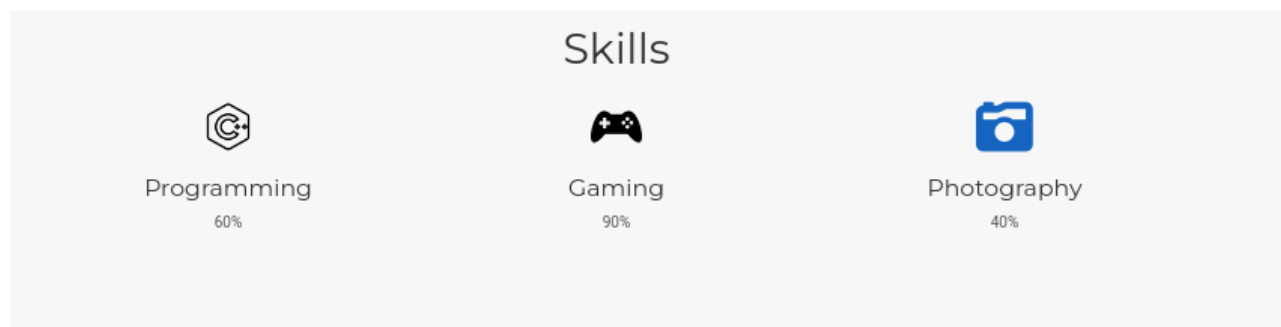 Skills
C++
Programming
Gaming
Photography
60%
90%
40%